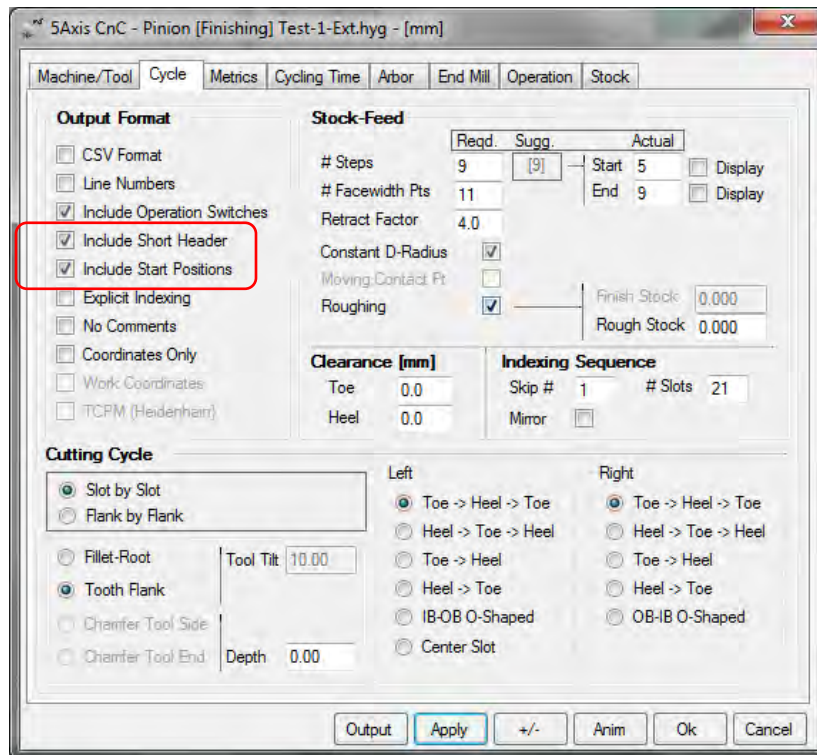 5Axis CnC - Pinion [Finishing] Test-1-Ext.hyg - [mm]
Machine/Tool Cycle Metrics Cycling Time Arbor End Mill Operation Stock
Output Format
CSV Format
Line Numbers
Include Operation Switches
Include Short Header
Include Start Positions
Explicit Indexing
No Comments
Coordinates Only
Work Coordinates
TCPM (Heidenhain)
Stock-Feed
Reqd. Sugg. Actual
# Steps 9 [9] Start 5 Display
# Facewidth Pts 11 End 9 Display
Retract Factor 4.0
Constant D-Radius
Moving Contact Pt
Roughing Finish Stock 0.000
Rough Stock 0.000
Clearance [mm]
Toe 0.0
Heel 0.0
Indexing Sequence
Skip # 1 # Slots 21
Mirror
Cutting Cycle
Slot by Slot
Flank by Flank
Fillet-Root Tool Tilt 10.00
Tooth Flank
Chamfer Tool Side
Chamfer Tool End Depth 0.00
Left
Toe -> Heel -> Toe
Heel -> Toe -> Heel
Toe -> Heel
Heel -> Toe
IB-OB O-Shaped
Center Slot
Right
Toe -> Heel -> Toe
Heel -> Toe -> Heel
Toe -> Heel
Heel -> Toe
OB-IB O-Shaped
Output Apply +/- Anim Ok Cancel